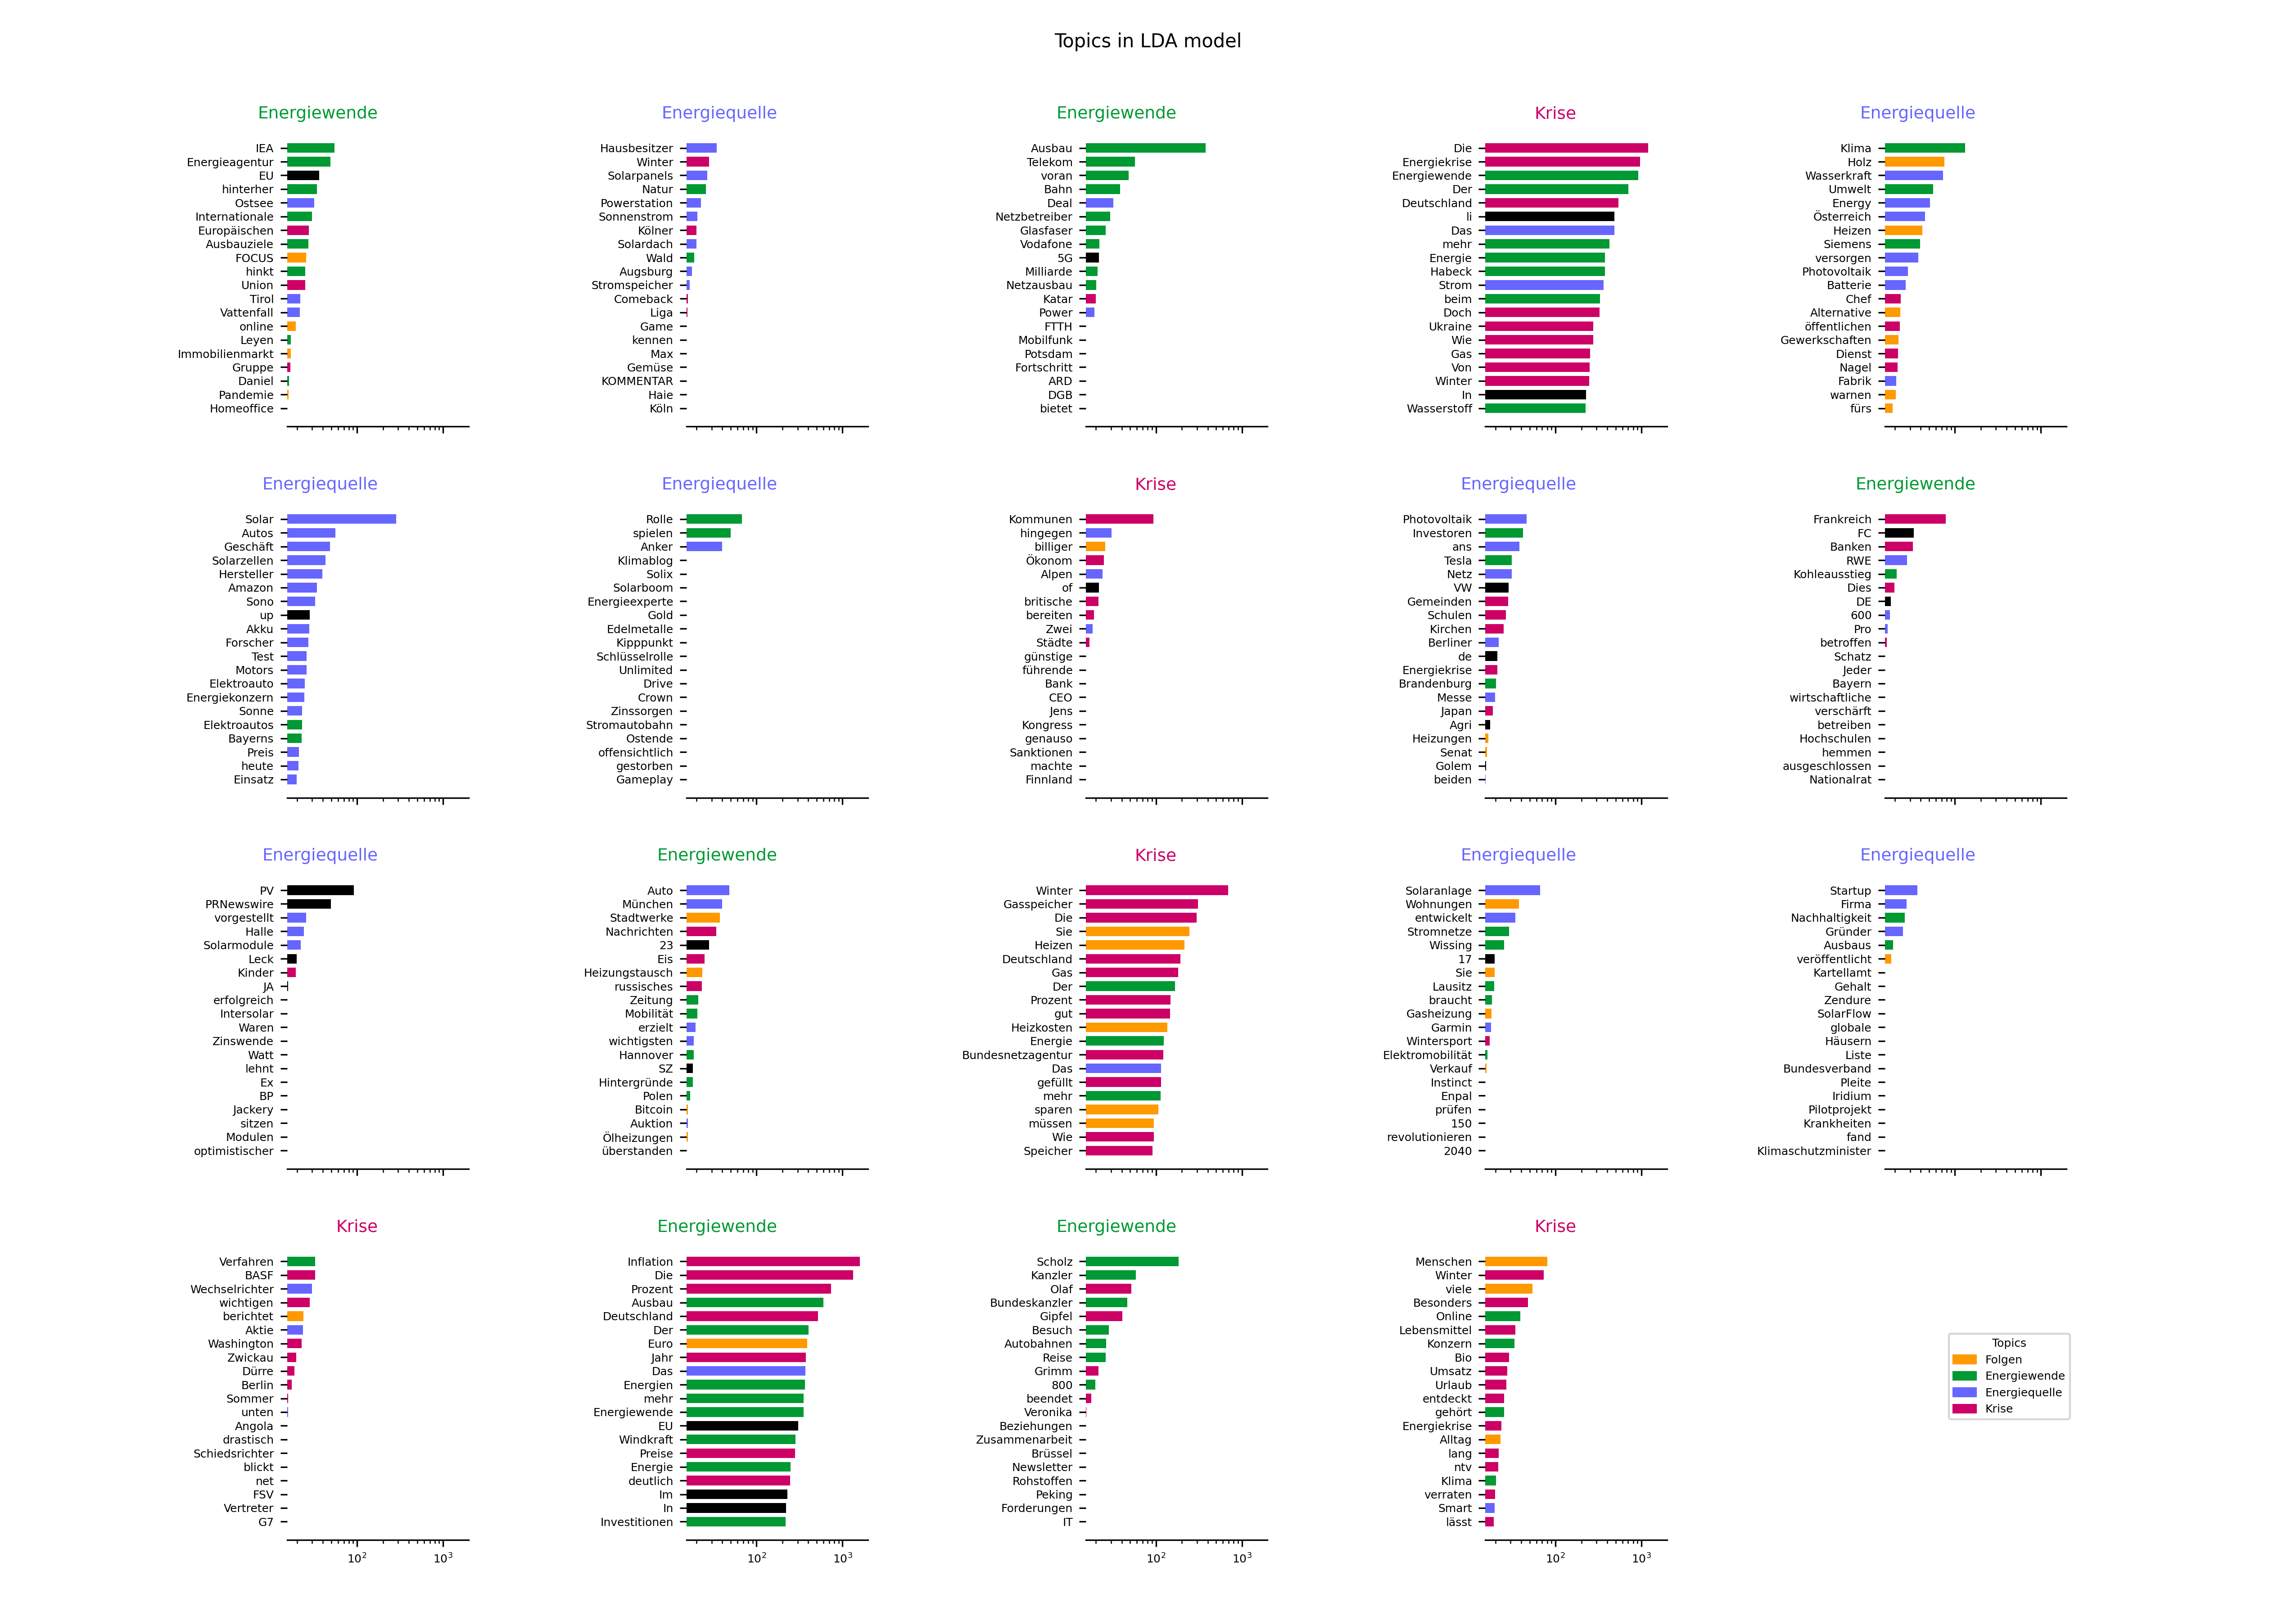 Topics in LDA model
Energiewende
IEA
Energieagentur
EU
hinterher
Ostsee
Internationale
Europäischen
Ausbauziele
FOCUS
hinkt
Union
Tirol
Vattenfall
online
Leyen
Immobilienmarkt
Gruppe
Daniel
Pandemie
Homeoffice
Energiequelle
Hausbesitzer
Winter
Solarpanels
Natur
Powerstation
Sonnenstrom
Kölner
Solardach
Wald
Augsburg
Stromspeicher
Comeback
Liga
Game
kennen
Max
Gemüse
KOMMENTAR
Haie
Köln
Energiewende
Ausbau
Telekom
voran
Bahn
Deal
Netzbetreiber
Glasfaser
Vodafone
5G
Milliarde
Netzausbau
Katar
Power
FTTH
Mobilfunk
Potsdam
Fortschritt
ARD
DGB
bietet
Krise
Die
Energiekrise
Energiewende
Der
Deutschland
li
Das
mehr
Energie
Habeck
Strom
beim
Doch
Ukraine
Wie
Gas
Von
Winter
In
Wasserstoff
Energiequelle
Klima
Holz
Wasserkraft
Umwelt
Energy
Österreich
Heizen
Siemens
versorgen
Photovoltaik
Batterie
Chef
Alternative
öffentlichen
Gewerkschaften
Dienst
Nagel
Fabrik
warnen
fürs
Energiequelle
Solar
Autos
Geschäft
Solarzellen
Hersteller
Amazon
Sono
up
Akku
Forscher
Test
Motors
Elektroauto
Energiekonzern
Sonne
Elektroautos
Bayerns
Preis
heute
Einsatz
Energiequelle
Rolle
spielen
Anker
Klimablog
Solix
Solarboom
Energieexperte
Gold
Edelmetalle
Kipppunkt
Schlüsselrolle
Unlimited
Drive
Crown
Zinssorgen
Stromautobahn
Ostende
offensichtlich
gestorben
Gameplay
Krise
Kommunen
hingegen
billiger
Ökonom
Alpen
of
britische
bereiten
Zwei
Städte
günstige
führende
Bank
CEO
Jens
Kongress
genauso
Sanktionen
machte
Finnland
Energiequelle
Photovoltaik
Investoren
ans
Tesla
Netz
VW
Gemeinden
Schulen
Kirchen
Berliner
de
Energiekrise
Brandenburg
Messe
Japan
Agri
Heizungen
Senat
Golem
beiden
Energiewende
Frankreich
FC
Banken
RWE
Kohleausstieg
Dies
DE
600
Pro
betroffen
Schatz
Jeder
Bayern
wirtschaftliche
verschärft
betreiben
Hochschulen
hemmen
ausgeschlossen
Nationalrat
Energiequelle
PV
PRNewswire
vorgestellt
Halle
Solarmodule
Leck
Kinder
JA
erfolgreich
Intersolar
Waren
Zinswende
Watt
lehnt
Ex
BP
Jackery
sitzen
Modulen
optimistischer
Energiewende
Auto
München
Stadtwerke
Nachrichten
23
Eis
Heizungstausch
russisches
Zeitung
Mobilität
erzielt
wichtigsten
Hannover
SZ
Hintergründe
Polen
Bitcoin
Auktion
Ölheizungen
überstanden
Krise
Winter
Gasspeicher
Die
Sie
Heizen
Deutschland
Gas
Der
Prozent
gut
Heizkosten
Energie
Bundesnetzagentur
Das
gefüllt
mehr
sparen
müssen
Wie
Speicher
Energiequelle
Solaranlage
Wohnungen
entwickelt
Stromnetze
Wissing
17
Sie
Lausitz
braucht
Gasheizung
Garmin
Wintersport
Elektromobilität
Verkauf
Instinct
Enpal
prüfen
150
revolutionieren
2040
Energiequelle
Startup
Firma
Nachhaltigkeit
Gründer
Ausbaus
veröffentlicht
Kartellamt
Gehalt
Zendure
SolarFlow
globale
Häusern
Liste
Bundesverband
Pleite
Iridium
Pilotprojekt
Krankheiten
fand
Klimaschutzminister
Krise
Verfahren
BASF
Wechselrichter
wichtigen
berichtet
Aktie
Washington
Zwickau
Dürre
Berlin
Sommer
unten
Angola
drastisch
Schiedsrichter
blickt
net
FSV
Vertreter
G7
10² 10³
Energiewende
Inflation
Die
Prozent
Ausbau
Deutschland
Der
Euro
Jahr
Das
Energien
mehr
Energiewende
EU
Windkraft
Preise
Energie
deutlich
Im
In
Investitionen
10² 10³
Energiewende
Scholz
Kanzler
Olaf
Bundeskanzler
Gipfel
Besuch
Autobahnen
Reise
Grimm
800
beendet
Veronika
Beziehungen
Zusammenarbeit
Brüssel
Newsletter
Rohstoffen
Peking
Forderungen
IT
10² 10³
Krise
Menschen
Winter
viele
Besonders
Online
Lebensmittel
Konzern
Bio
Umsatz
Urlaub
entdeckt
gehört
Energiekrise
Alltag
lang
ntv
Klima
verraten
Smart
lässt
10² 10³
Topics
Folgen
Energiewende
Energiequelle
Krise